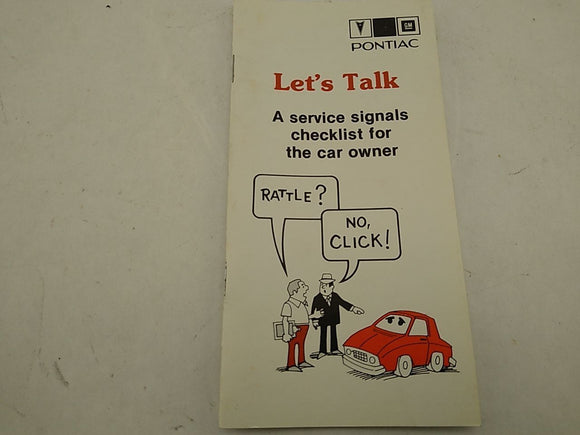 GM
PONTIAC
Let's Talk
A service signals
checklist for
the car owner
RATTLE?
NO,
CLICK!